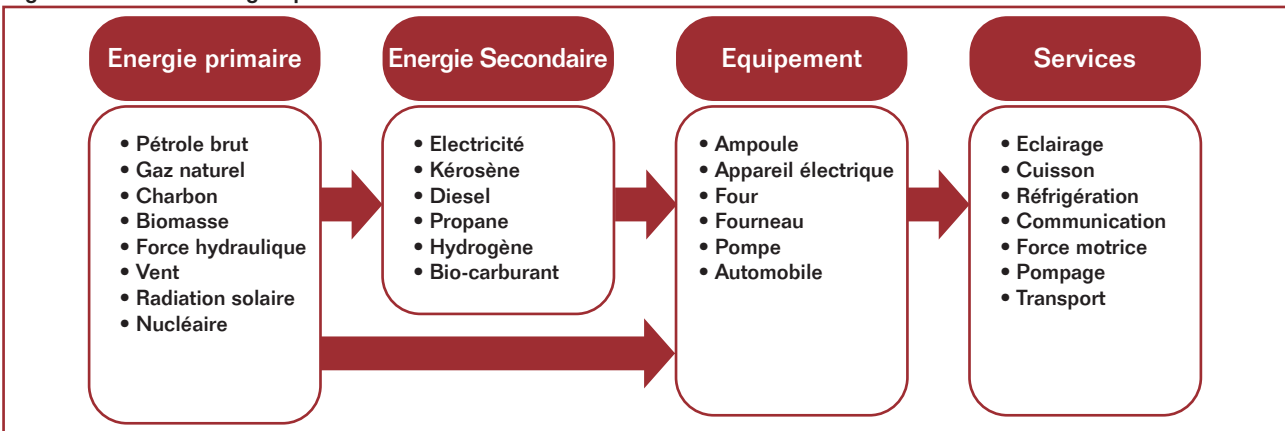 Energie primaire
• Pétrole brut
• Gaz naturel
• Charbon
• Biomasse
• Force hydraulique
• Vent
• Radiation solaire
• Nucléaire
Energie Secondaire
• Electricité
• Kérosène
• Diesel
• Propane
• Hydrogène
• Bio-carburant
Equipement
• Ampoule
• Appareil électrique
• Four
• Fourneau
• Pompe
• Automobile
Services
• Eclairage
• Cuisson
• Réfrigération
• Communication
• Force motrice
• Pompage
• Transport